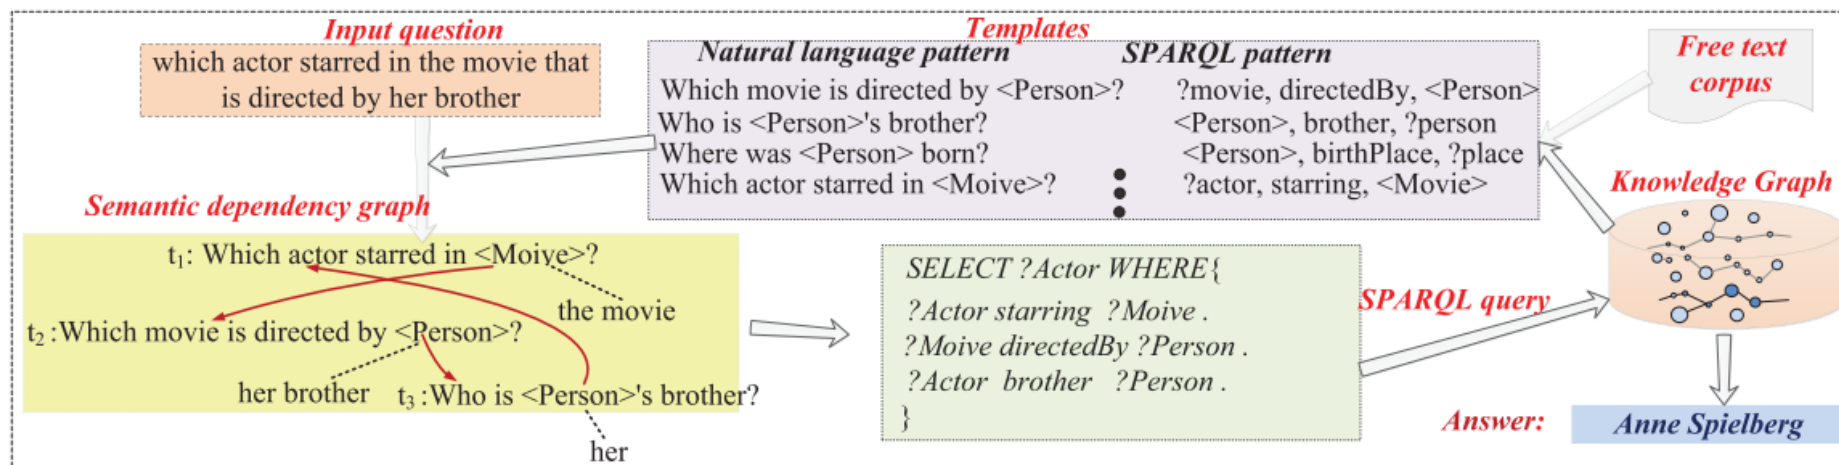 Input question
which actor starred in the movie that
is directed by her brother
Templates
Natural language pattern
SPARQL pattern
Which movie is directed by <Person>?
?movie, directedBy, <Person>
Who is <Person>'s brother?
<Person>, brother, ?person
Where was <Person> born?
<Person>, birthPlace, ?place
Which actor starred in <Moive>?
?actor, starring, <Movie>
Free text
corpus
Knowledge Graph
Semantic dependency graph
t1: Which actor starred in <Moive>?
the movie
t2 :Which movie is directed by <Person>?
her brother
t3 :Who is <Person>'s brother?
her
SELECT ?Actor WHERE{
?Actor starring ?Moive .
?Moive directedBy ?Person .
?Actor brother ?Person .
}
SPARQL query
Answer:
Anne Spielberg